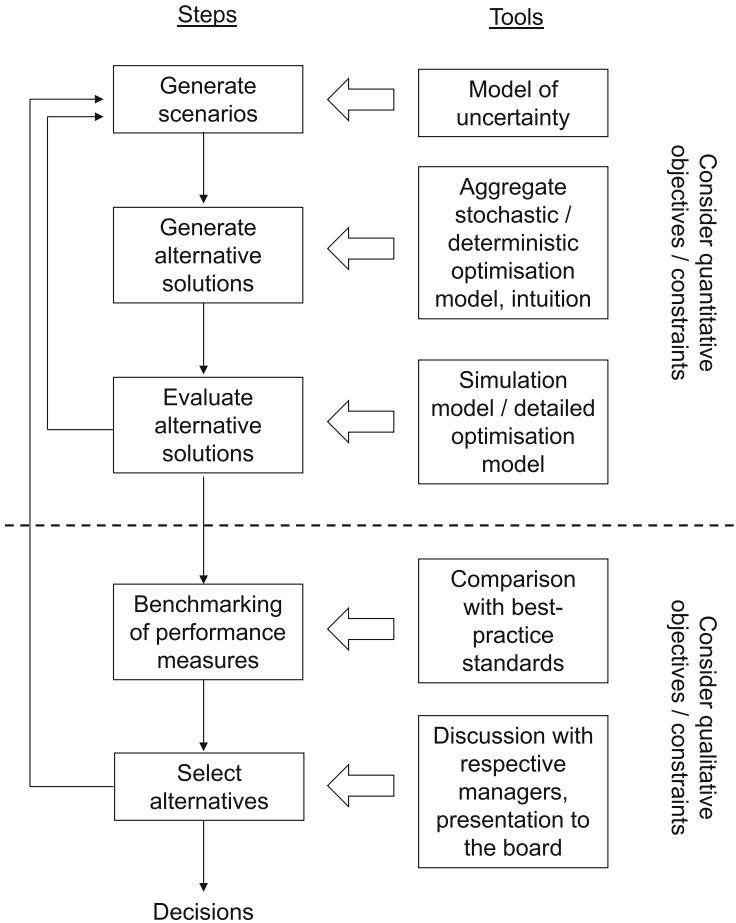 Steps
Tools
Generate
scenarios
Model of
uncertainty
Generate
alternative
solutions
Aggregate
stochastic /
deterministic
optimisation
model, intuition
Consider quantitative
objectives / constraints
Evaluate
alternative
solutions
Simulation
model / detailed
optimisation
model
Benchmarking
of performance
measures
Comparison
with best-
practice
standards
Consider qualitative
objectives / constraints
Select
alternatives
Discussion with
respective
managers,
presentation to
the board
Decisions